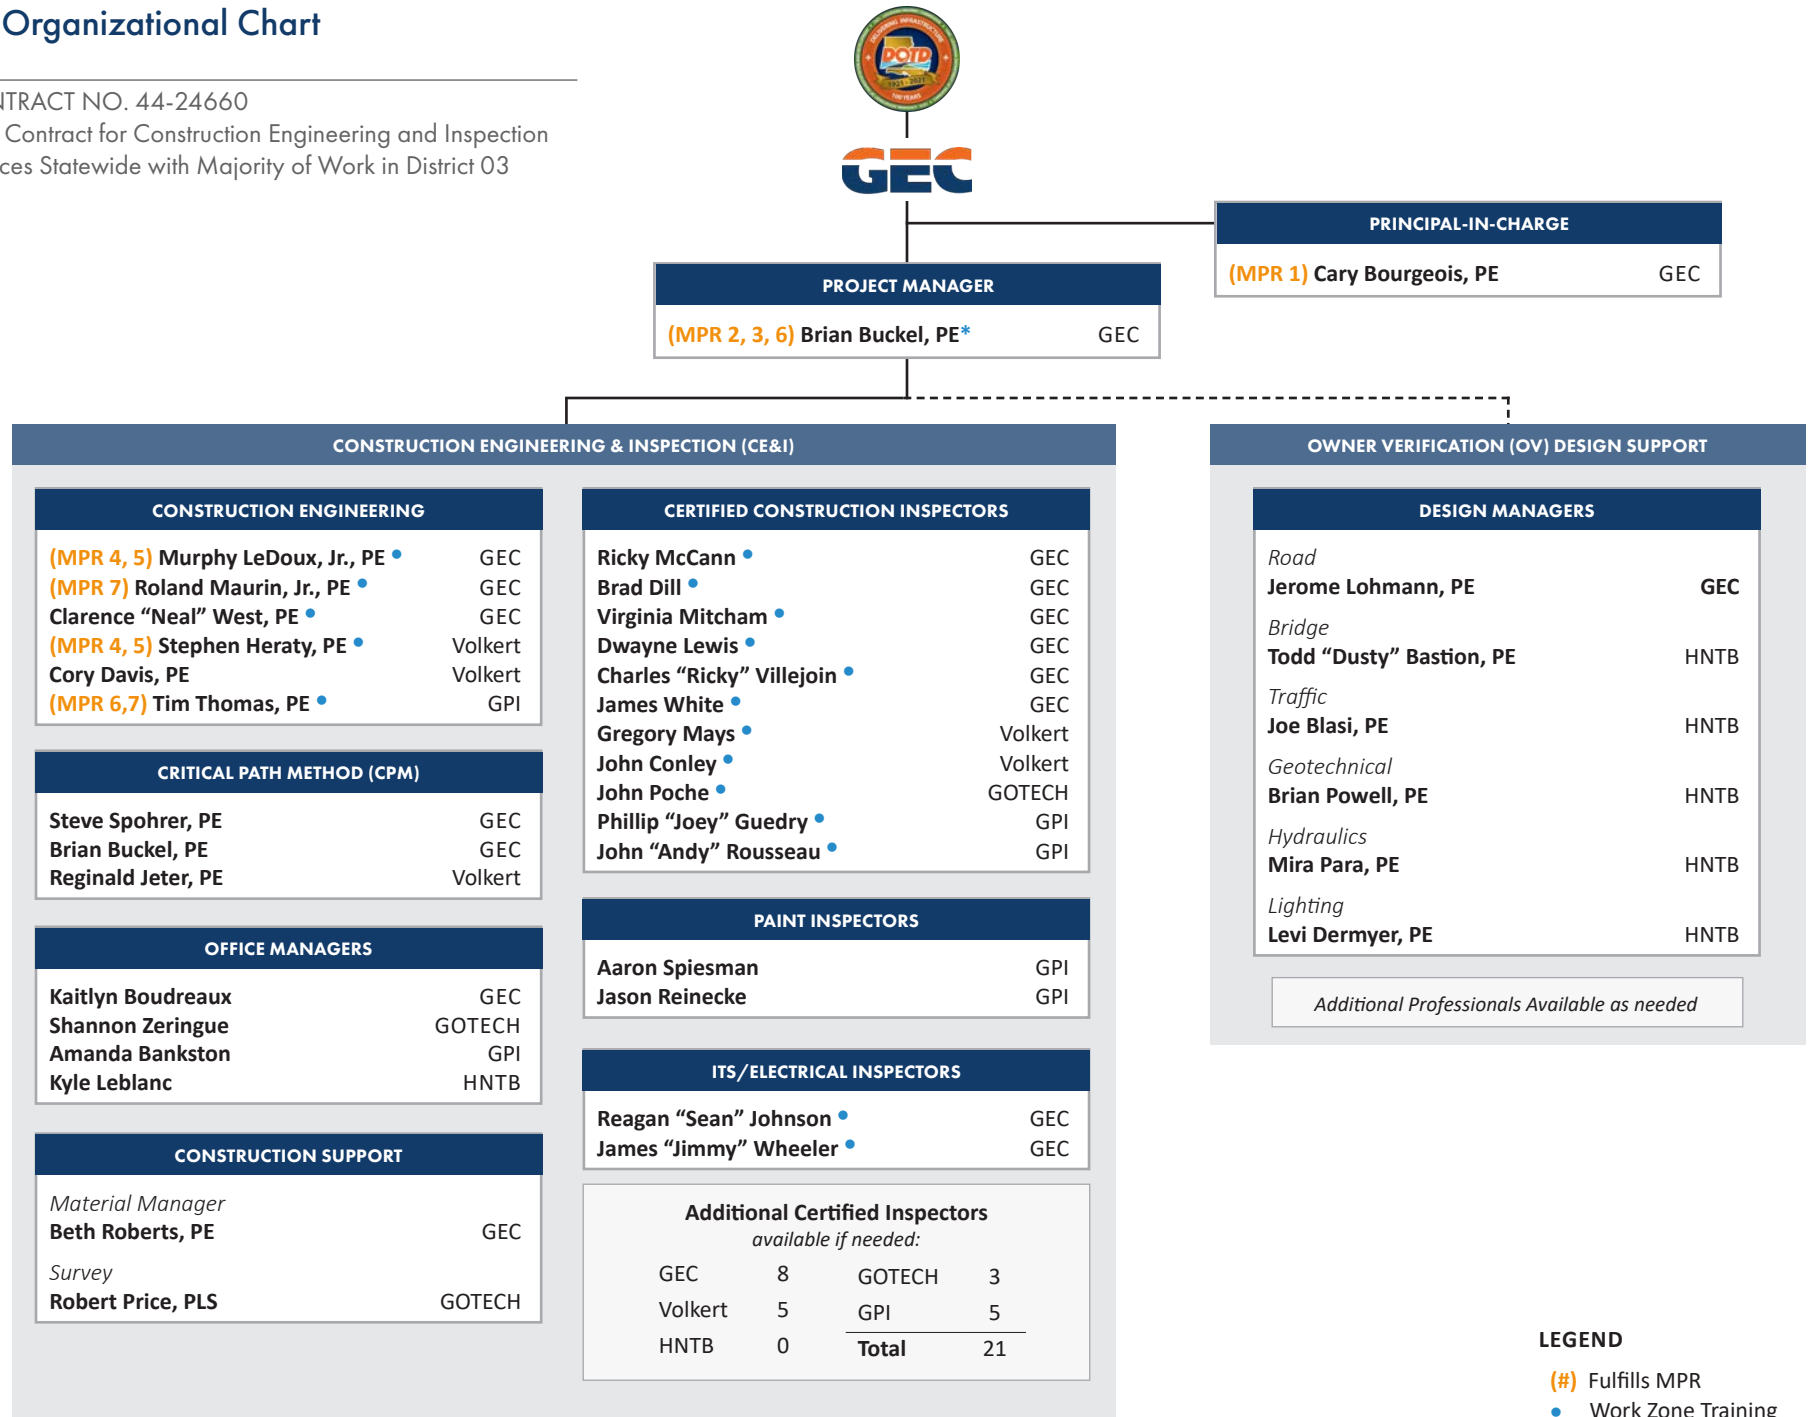 Organizational Chart
NTRACT NO. 44-24660
Contract for Construction Engineering and Inspection
ces Statewide with Majority of Work in District 03
DELIVERING INFRASTRUCTURE
DOTD
1921 - 2021
100 YEARS
GEC
PRINCIPAL-IN-CHARGE
(MPR 1) Cary Bourgeois, PE GEC
PROJECT MANAGER
(MPR 2, 3, 6) Brian Buckel, PE* GEC
CONSTRUCTION ENGINEERING & INSPECTION (CE&I)
CONSTRUCTION ENGINEERING
(MPR 4, 5) Murphy LeDoux, Jr., PE • GEC
(MPR 7) Roland Maurin, Jr., PE • GEC
Clarence “Neal” West, PE • GEC
(MPR 4, 5) Stephen Heraty, PE • Volkert
Cory Davis, PE Volkert
(MPR 6,7) Tim Thomas, PE • GPI
CRITICAL PATH METHOD (CPM)
Steve Spohrer, PE GEC
Brian Buckel, PE GEC
Reginald Jeter, PE Volkert
OFFICE MANAGERS
Kaitlyn Boudreaux GEC
Shannon Zeringue GOTECH
Amanda Bankston GPI
Kyle Leblanc HNTB
CONSTRUCTION SUPPORT
Material Manager
Beth Roberts, PE GEC
Survey
Robert Price, PLS GOTECH
CERTIFIED CONSTRUCTION INSPECTORS
Ricky McCann • GEC
Brad Dill • GEC
Virginia Mitcham • GEC
Dwayne Lewis • GEC
Charles “Ricky” Villejoin • GEC
James White • GEC
Gregory Mays • Volkert
John Conley • Volkert
John Poche • GOTECH
Phillip “Joey” Guedry • GPI
John “Andy” Rousseau • GPI
PAINT INSPECTORS
Aaron Spiesman GPI
Jason Reinecke GPI
ITS/ELECTRICAL INSPECTORS
Reagan “Sean” Johnson • GEC
James “Jimmy” Wheeler • GEC
Additional Certified Inspectors
available if needed:
GEC 8 GOTECH 3
Volkert 5 GPI 5
HNTB 0 Total 21
OWNER VERIFICATION (OV) DESIGN SUPPORT
DESIGN MANAGERS
Road
Jerome Lohmann, PE GEC
Bridge
Todd “Dusty” Bastion, PE HNTB
Traffic
Joe Blasi, PE HNTB
Geotechnical
Brian Powell, PE HNTB
Hydraulics
Mira Para, PE HNTB
Lighting
Levi Dermyer, PE HNTB
Additional Professionals Available as needed
LEGEND
(#) Fulfills MPR
• Work Zone Training